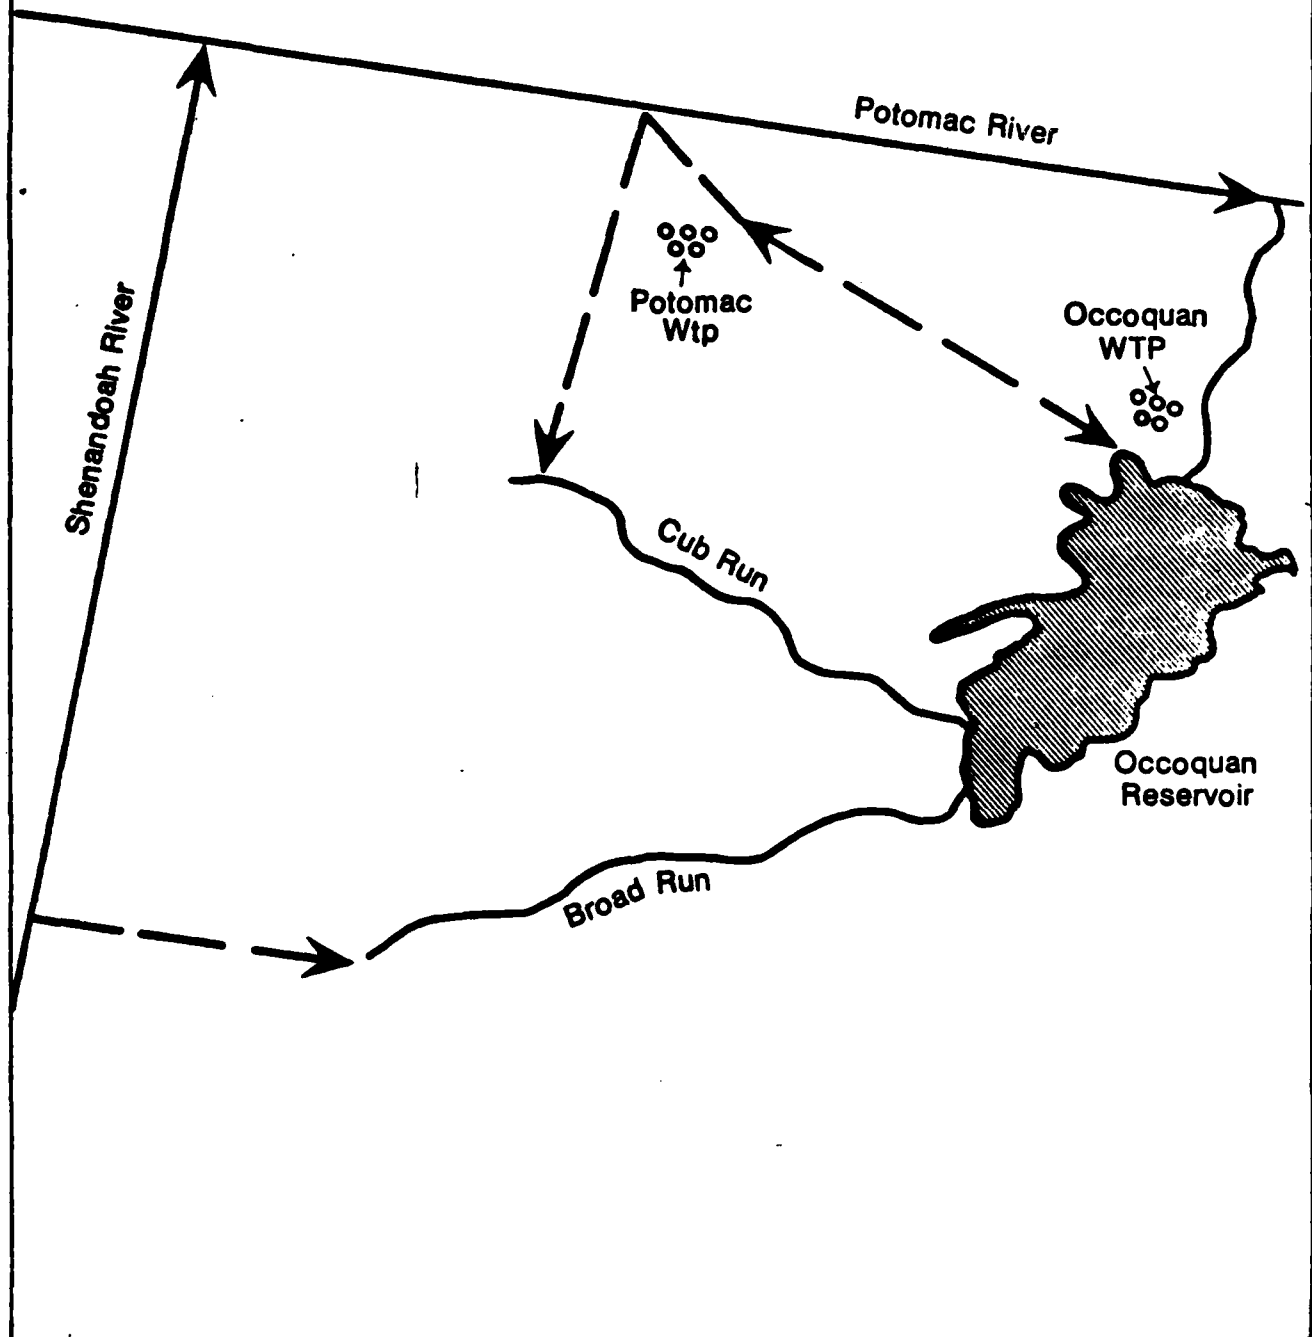 Potomac River
Shenandoah River
Potomac
Wtp
Occoquan
WTP
Cub Run
Occoquan
Reservoir
Broad Run